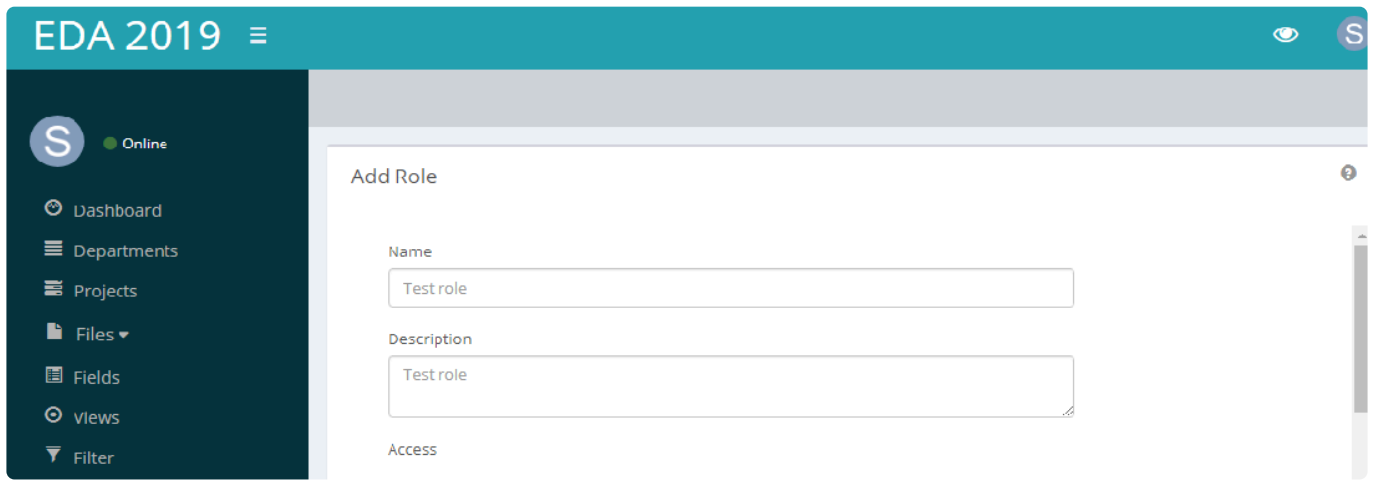 EDA 2019
S
S
Online
Dashboard
Departments
Projects
Files
Fields
Views
Filter
Add Role
Name
Test role
Description
Test role
Access